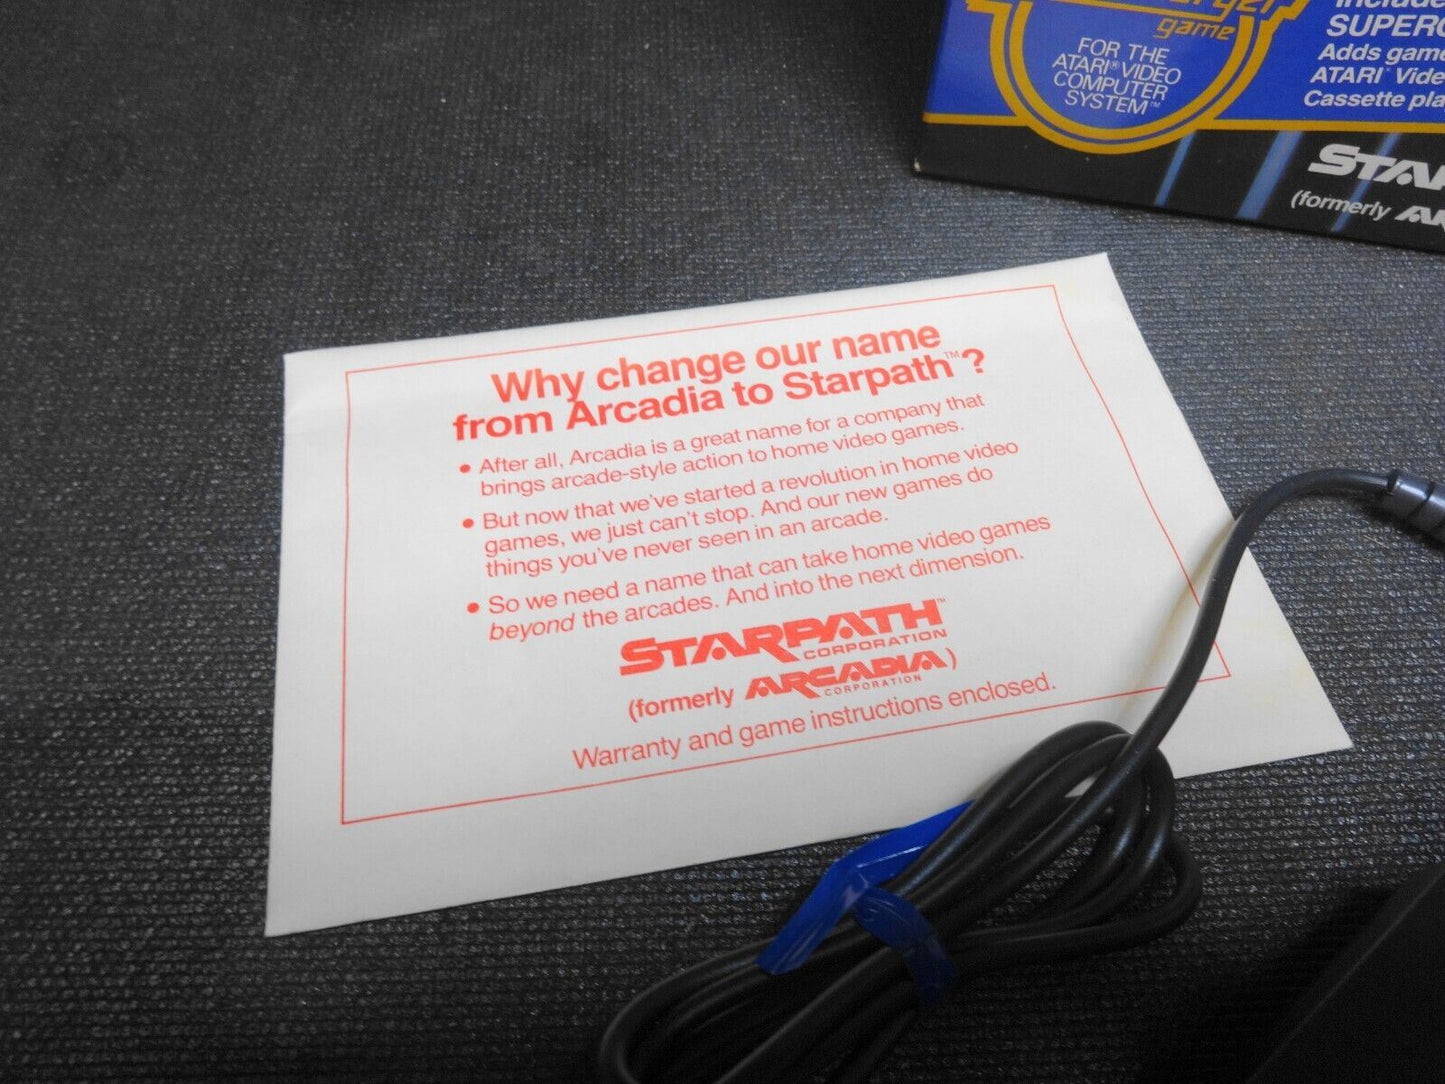 game
FOR THE
ATARI® VIDEO
COMPUTER
SYSTEM™
Adds
ATARI
Cassette
(formerly
Why change our name
from Arcadia to Starpath™?
• After all, Arcadia is a great name for a company that
brings arcade-style action to home video games.
• But now that we've started a revolution in home video
games, we just can't stop. And our new games do
things you've never seen in an arcade.
• So we need a name that can take home video games
beyond the arcades. And into the next dimension.
STARPATH™
CORPORATION
(formerly ARCADIA)
CORPORATION
Warranty and game instructions enclosed.